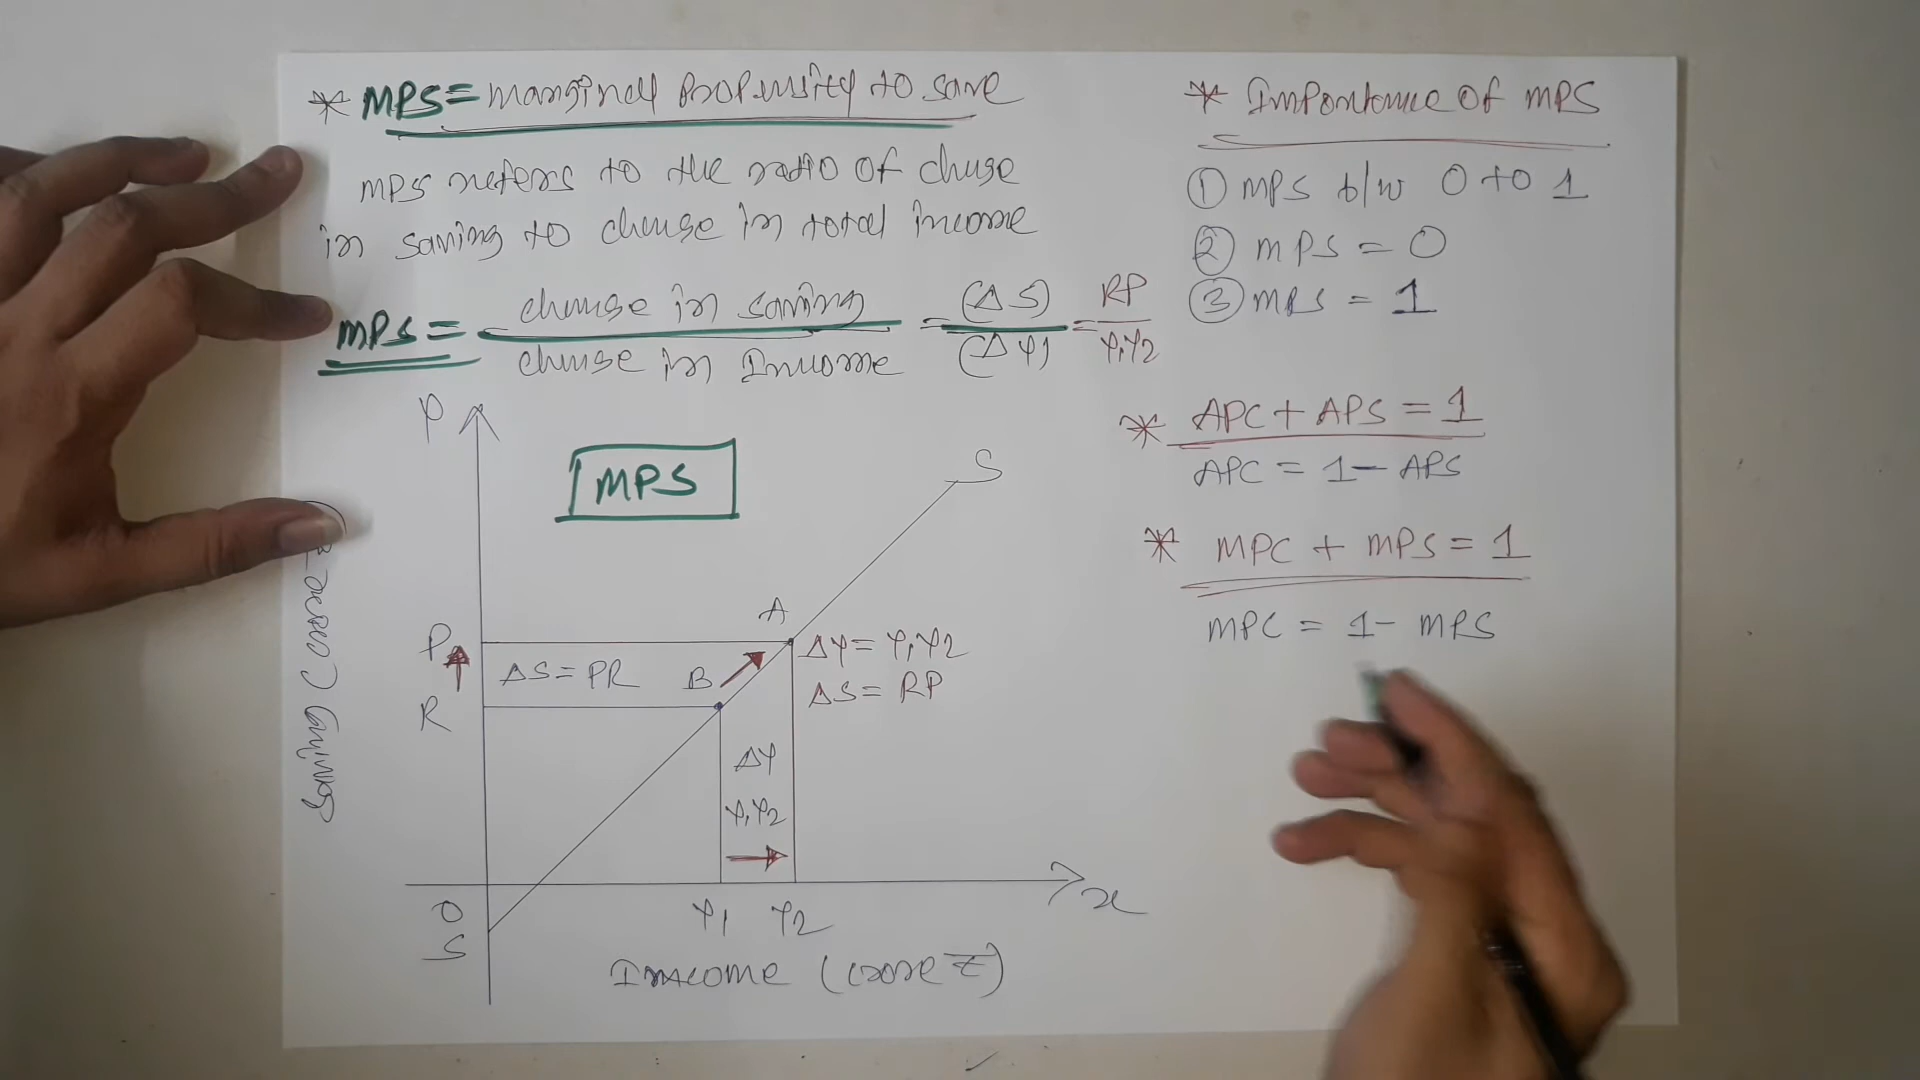 * MPS = marginal propensity to save
MPS refers to the ratio of change
in saving to change in total income
MPS = change in saving / change in Income = (ΔS) / (ΔY) = RP / Y1Y2
Y
MPS
S
A
P
ΔS = PR
B
ΔY = Y1Y2
ΔS = RP
R
ΔY
Y1Y2
O
S
Y1 Y2
x
Income (crore ₹)
Saving (crore ₹)
* Importance of MPS
① MPS b/w 0 to 1
② MPS = 0
③ MPS = 1
* APC + APS = 1
APC = 1 - APS
* MPC + MPS = 1
MPC = 1 - MPS